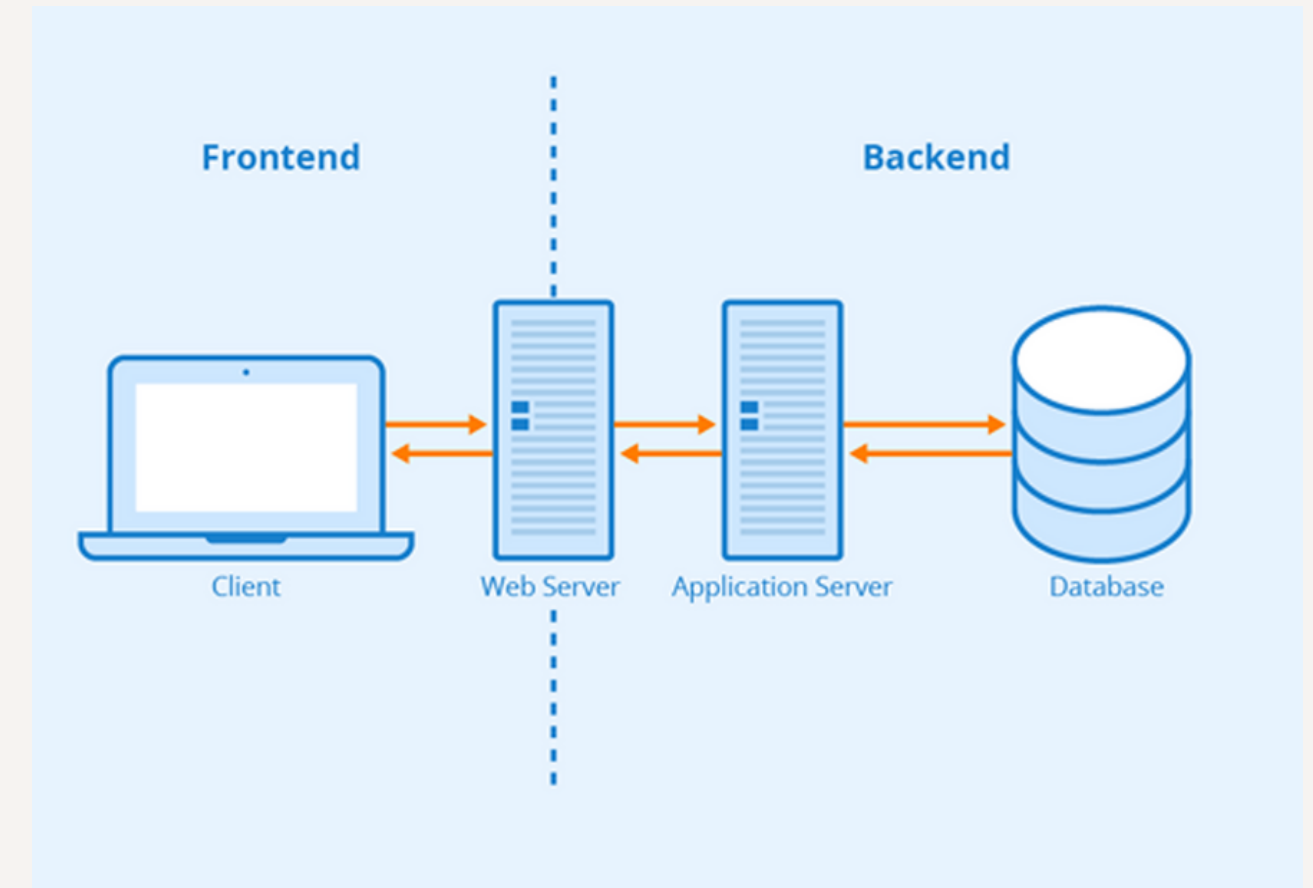 Frontend
Backend
Client
Web Server
Application Server
Database